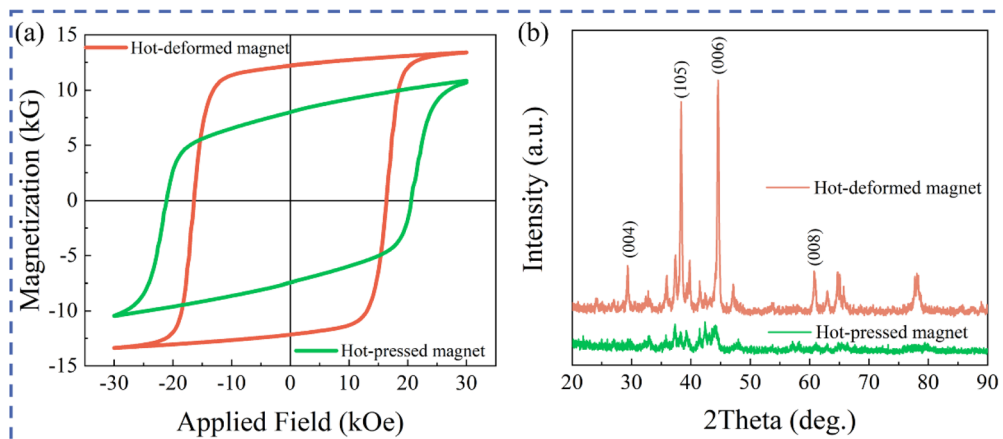 (a)
Hot-deformed magnet
Hot-pressed magnet
Magnetization (kG)
15
10
5
0
-5
-10
-15
-30
-20
-10
0
10
20
30
Applied Field (kOe)
(b)
(004)
(105)
(006)
(008)
Hot-deformed magnet
Hot-pressed magnet
Intensity (a.u.)
20
30
40
50
60
70
80
90
2Theta (deg.)